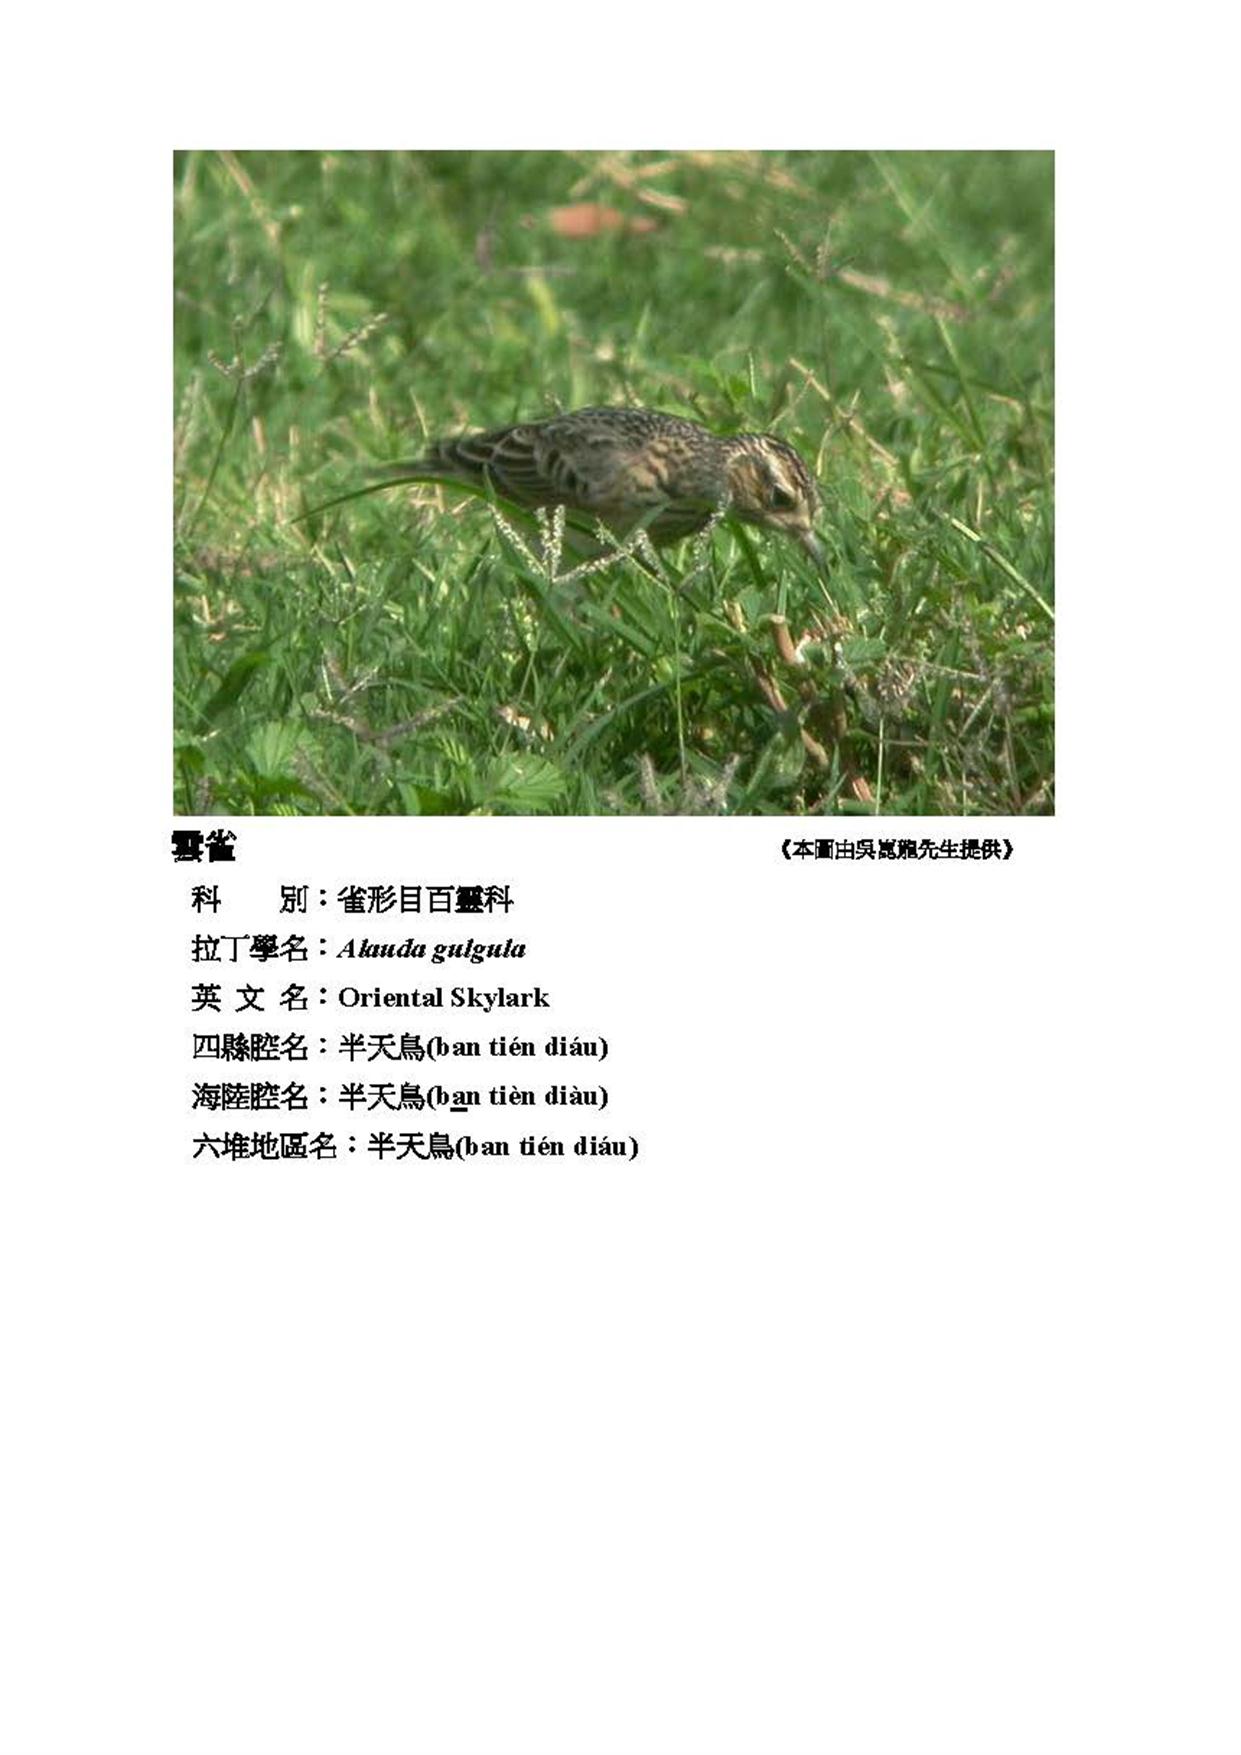 雲雀 《本圖由吳崑龍先生提供》
科 別：雀形目百靈科
拉丁學名：Alauda gulgula
英 文 名：Oriental Skylark
四縣腔名：半天鳥(ban tién diáu)
海陸腔名：半天鳥(ban tièn diàu)
六堆地區名：半天鳥(ban tién diáu)